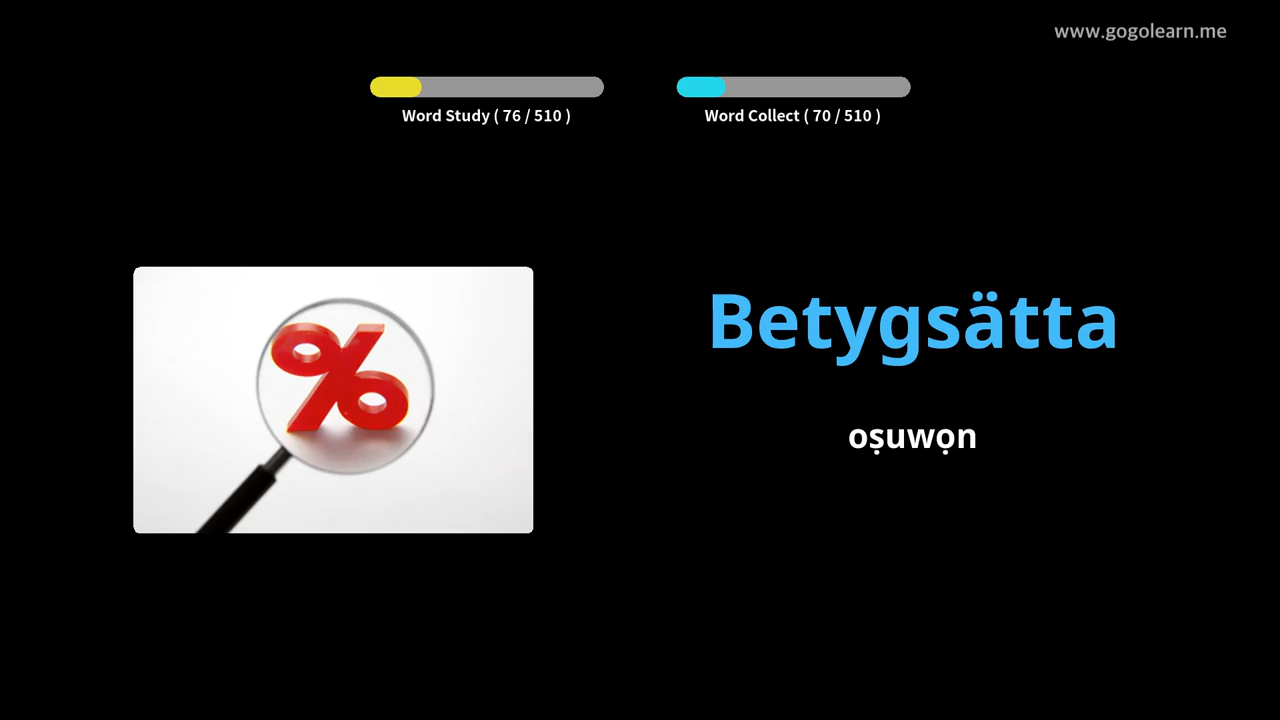 www.gogolearn.me
Word Study ( 76 / 510 )
Word Collect ( 70 / 510 )
%
Betygsätta
oṣuwọn